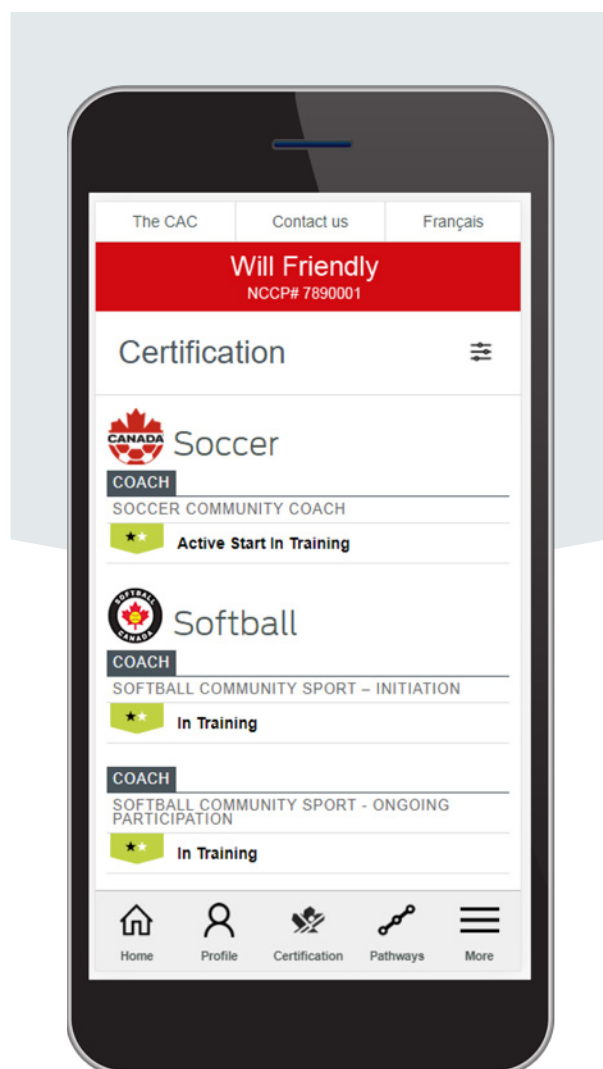 The CAC Contact us Français
Will Friendly
NCCP# 7890001
Certification
CANADA Soccer
COACH
SOCCER COMMUNITY COACH
Active Start In Training
SOFTBALL CANADA Softball
COACH
SOFTBALL COMMUNITY SPORT – INITIATION
In Training
COACH
SOFTBALL COMMUNITY SPORT - ONGOING
PARTICIPATION
In Training
Home Profile Certification Pathways More